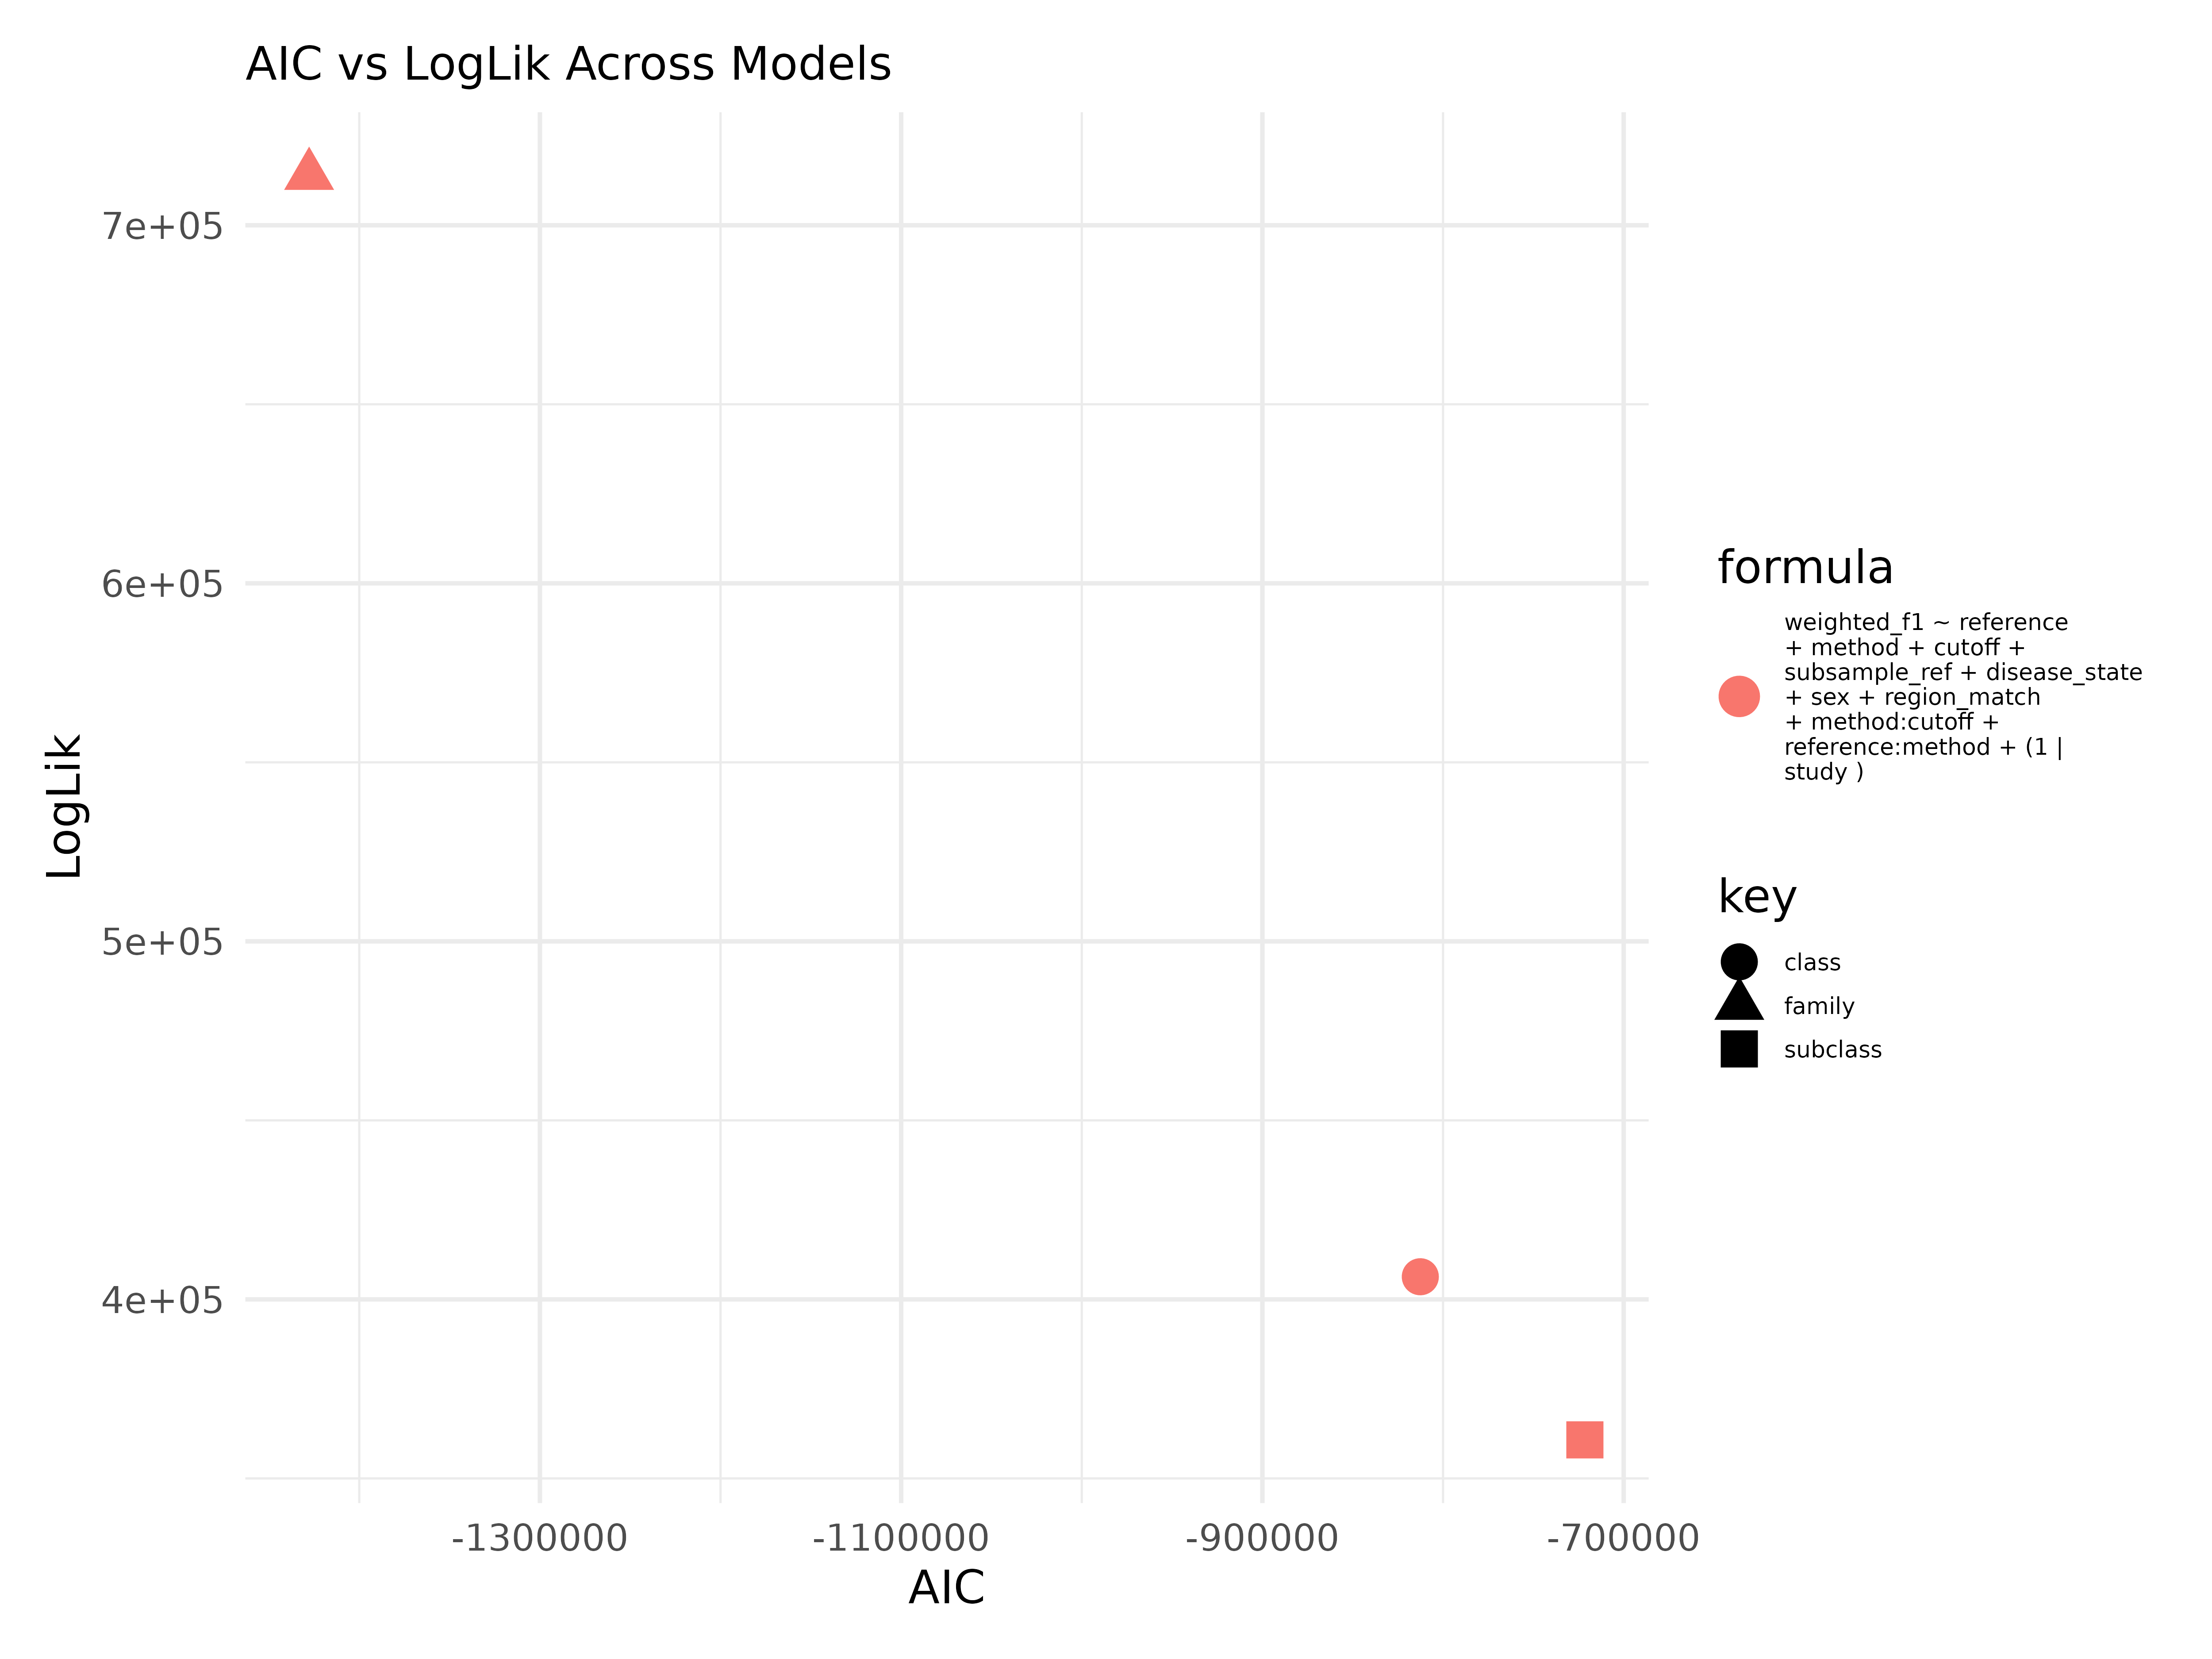 AIC vs LogLik Across Models
7e+05
6e+05
5e+05
4e+05
LogLik
-1300000
-1100000
-900000
-700000
AIC
formula
weighted_f1 ~ reference
+ method + cutoff +
subsample_ref + disease_state
+ sex + region_match
+ method:cutoff +
reference:method + (1 |
study )
key
class
family
subclass